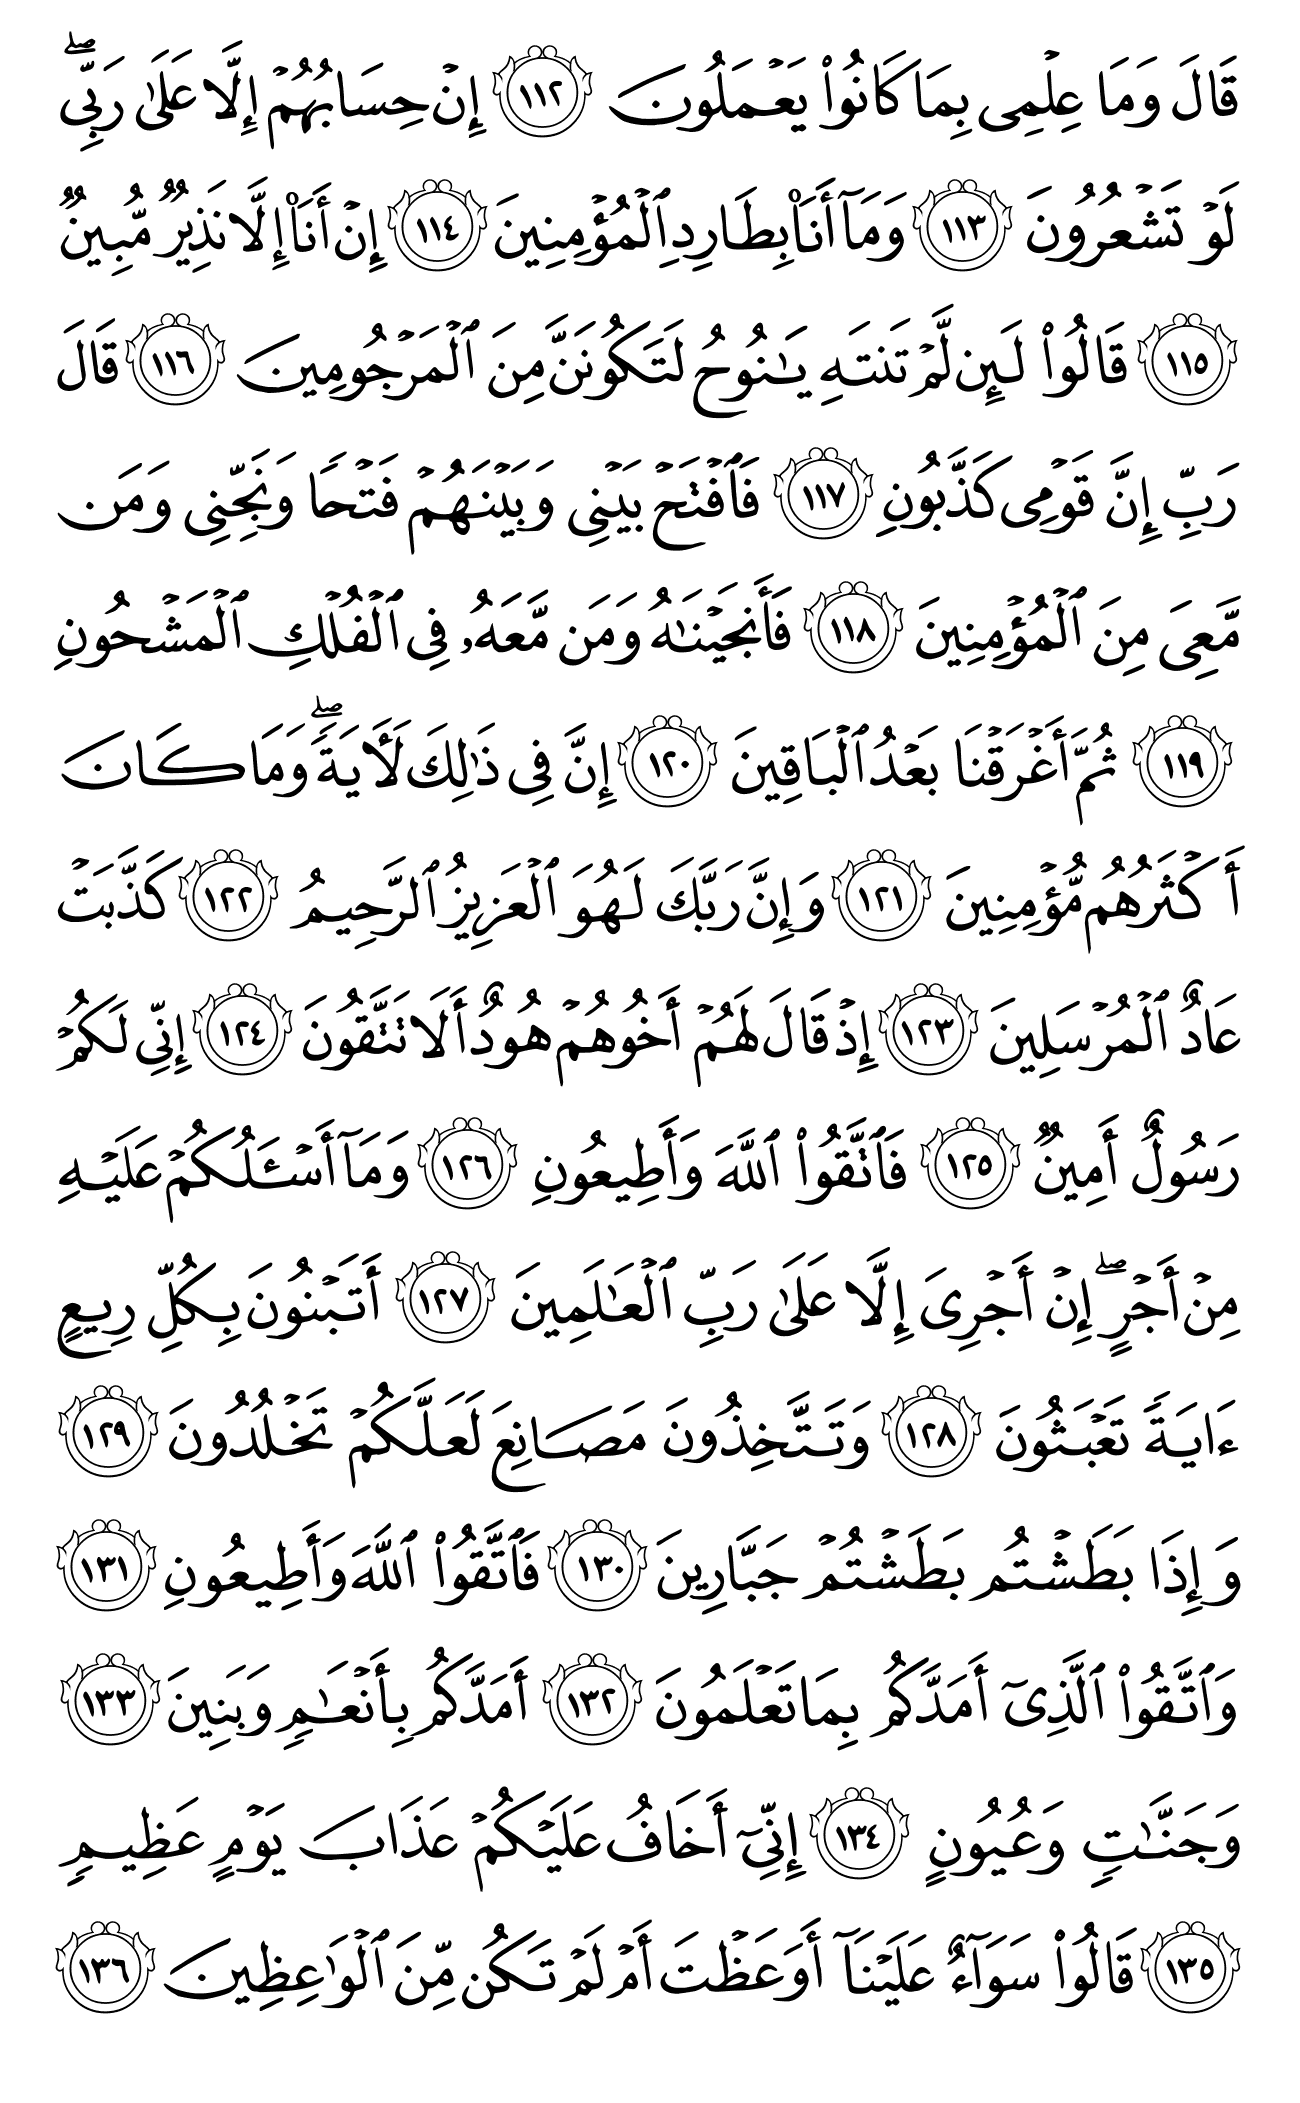 قَالَ وَمَا عِلْمِى بِمَا كَانُوا۟ يَعْمَلُونَ ١١٢ إِنْ حِسَابُهُمْ إِلَّا عَلَىٰ رَبِّىۖ
لَوْ تَشْعُرُونَ ١١٣ وَمَآ أَنَا۠ بِطَارِدِ ٱلْمُؤْمِنِينَ ١١٤ إِنْ أَنَا۠ إِلَّا نَذِيرٌ مُّبِينٌ
١١٥ قَالُوا۟ لَئِن لَّمْ تَنتَهِ يَـٰنُوحُ لَتَكُونَنَّ مِنَ ٱلْمَرْجُومِينَ ١١٦ قَالَ
رَبِّ إِنَّ قَوْمِى كَذَّبُونِ ١١٧ فَٱفْتَحْ بَيْنِى وَبَيْنَهُمْ فَتْحًا وَنَجِّنِى وَمَن
مَّعِىَ مِنَ ٱلْمُؤْمِنِينَ ١١٨ فَأَنجَيْنَـٰهُ وَمَن مَّعَهُۥ فِى ٱلْفُلْكِ ٱلْمَشْحُونِ
١١٩ ثُمَّ أَغْرَقْنَا بَعْدُ ٱلْبَاقِينَ ١٢٠ إِنَّ فِى ذَٰلِكَ لَـَٔايَةًۖ وَمَا كَانَ
أَكْثَرُهُم مُّؤْمِنِينَ ١٢١ وَإِنَّ رَبَّكَ لَهُوَ ٱلْعَزِيزُ ٱلرَّحِيمُ ١٢٢ كَذَّبَتْ
عَادٌ ٱلْمُرْسَلِينَ ١٢٣ إِذْ قَالَ لَهُمْ أَخُوهُمْ هُودٌ أَلَا تَتَّقُونَ ١٢٤ إِنِّى لَكُمْ
رَسُولٌ أَمِينٌ ١٢٥ فَٱتَّقُوا۟ ٱللَّهَ وَأَطِيعُونِ ١٢٦ وَمَآ أَسْـَٔلُكُمْ عَلَيْهِ
مِنْ أَجْرٍۖ إِنْ أَجْرِىَ إِلَّا عَلَىٰ رَبِّ ٱلْعَـٰلَمِينَ ١٢٧ أَتَبْنُونَ بِكُلِّ رِيعٍ
ءَايَةً تَعْبَثُونَ ١٢٨ وَتَتَّخِذُونَ مَصَانِعَ لَعَلَّكُمْ تَخْلُدُونَ ١٢٩
وَإِذَا بَطَشْتُم بَطَشْتُمْ جَبَّارِينَ ١٣٠ فَٱتَّقُوا۟ ٱللَّهَ وَأَطِيعُونِ ١٣١
وَٱتَّقُوا۟ ٱلَّذِىٓ أَمَدَّكُم بِمَا تَعْلَمُونَ ١٣٢ أَمَدَّكُم بِأَنْعَـٰمٍ وَبَنِينَ ١٣٣
وَجَنَّـٰتٍ وَعُيُونٍ ١٣٤ إِنِّىٓ أَخَافُ عَلَيْكُمْ عَذَابَ يَوْمٍ عَظِيمٍ
١٣٥ قَالُوا۟ سَوَآءٌ عَلَيْنَآ أَوَعَظْتَ أَمْ لَمْ تَكُن مِّنَ ٱلْوَٰعِظِينَ ١٣٦